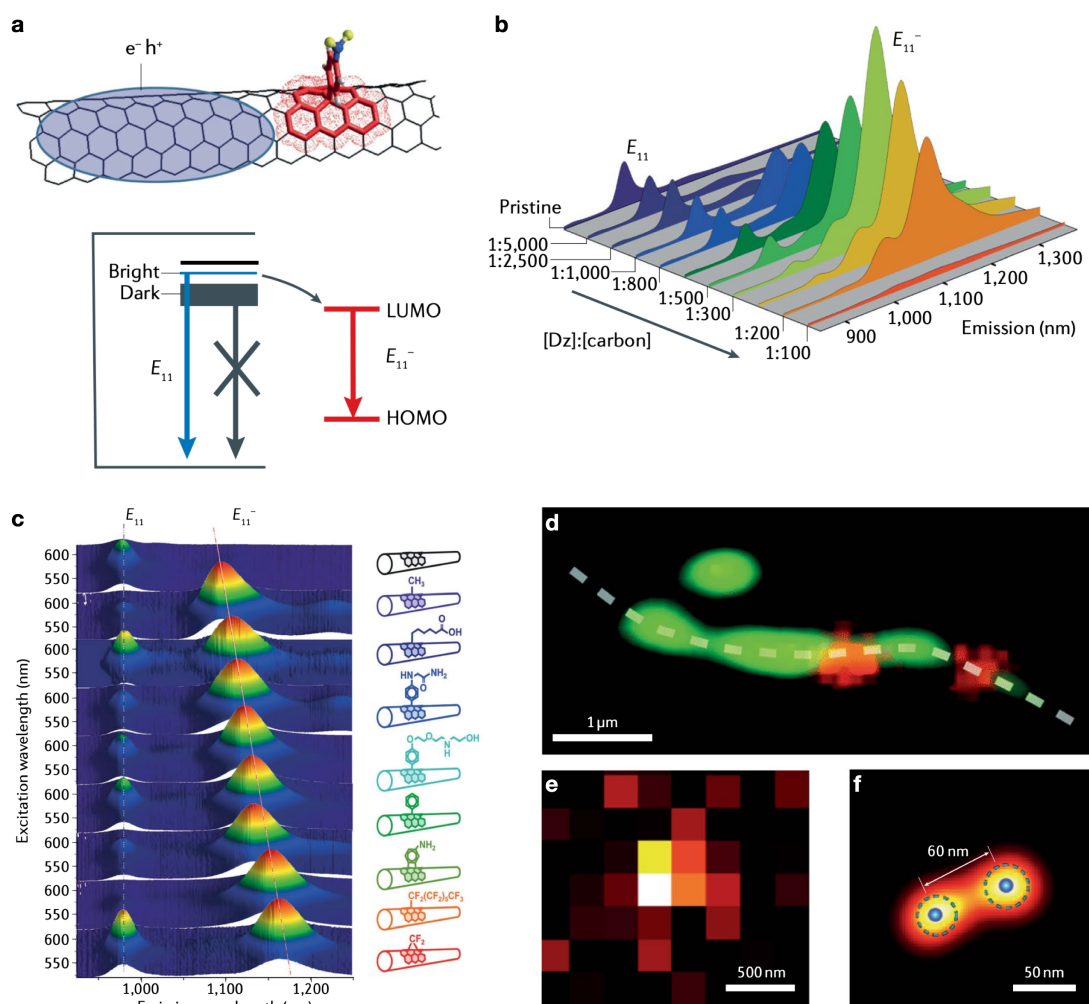 a
e⁻ h⁺
Bright
Dark
LUMO
E₁₁
E₁₁⁻
HOMO
b
E₁₁⁻
E₁₁
Pristine
1:5,000
1:2,500
1:1,000
1:800
1:500
1:300
1:200
1:100
[Dz]:[carbon]
900
1,000
1,100
1,200
1,300
Emission (nm)
c
E₁₁
E₁₁⁻
600
550
600
550
600
550
600
550
600
550
600
550
600
550
600
550
600
550
Excitation wavelength (nm)
1,000
1,100
1,200
CH₃
O
OH
HN
NH₂
O
O
O
N
H
OH
NH₂
CF₂(CF₂)₅CF₃
CF₂
d
1 µm
e
500 nm
f
60 nm
50 nm